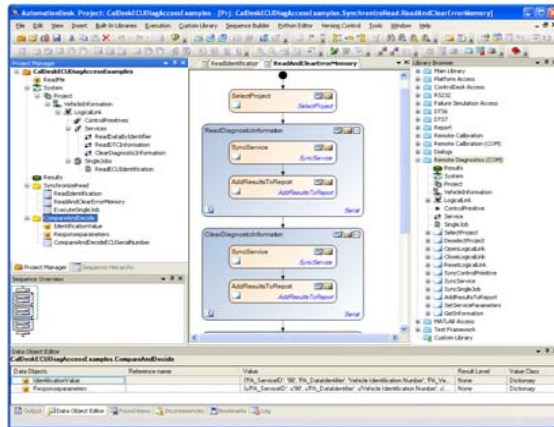 AutomationDesk Project: CalDeskECUDiagAccessExamples - [Prj: CalDeskECUDiagAccessExamples.SynchronizeRead.ReadAndClearErrorMemory]
File Edit View Insert Built-In Libraries Execution Custom Library Sequence Builder Python Editor Version Control Tools Window Help
Project Manager
CalDeskECUDiagAccessExamples
ReadMe
System
Project
VehicleInformation
LogicalLink
ControlPrimitives
Services
ReadDataByIdentifier
ReadDTCInformation
ClearDiagnosticInformation
SingleJobs
ReadECUIdentification
Results
SynchronizeRead
ReadIdentification
ReadAndClearErrorMemory
ExecuteSingleJob
CompareAndDecide
IdentificationValue
Responseparameters
CompareAndDecideECUSerialNumber
Project Manager Sequence Hierarchy
Sequence Overview
ReadIdentification ReadAndClearErrorMemory
SelectProject
SelectProject
ReadDiagnosticInformation
SyncService
SyncService
AddResultsToReport
AddResultsToReport
Serial
ClearDiagnosticInformation
SyncService
SyncService
AddResultsToReport
AddResultsToReport
Serial
Library Browser
Main Library
Platform Access
ControlDesk Access
RS232
Failure Simulation Access
Report
Remote Calibration
Remote Calibration (COM)
Dialogs
Remote Diagnostics (COM)
Results
System
Project
VehicleInformation
LogicalLink
ControlPrimitive
Service
SingleJob
SelectProject
DeselectProject
OpenLogicalLink
CloseLogicalLink
ResetLogicalLink
SyncControlPrimitive
SyncService
SyncSingleJob
AddResultsToReport
SetServiceParameters
GetInformation
MATLAB Access
Test Framework
Custom Library
Data Object Editor
CalDeskECUDiagAccessExamples.CompareAndDecide
Data Objects Reference name Value Result Level Value Class
IdentificationValue None Dictionary
Responseparameters None Dictionary
Output Data Object Editor Found Items Inconsistencies Bookmarks Log